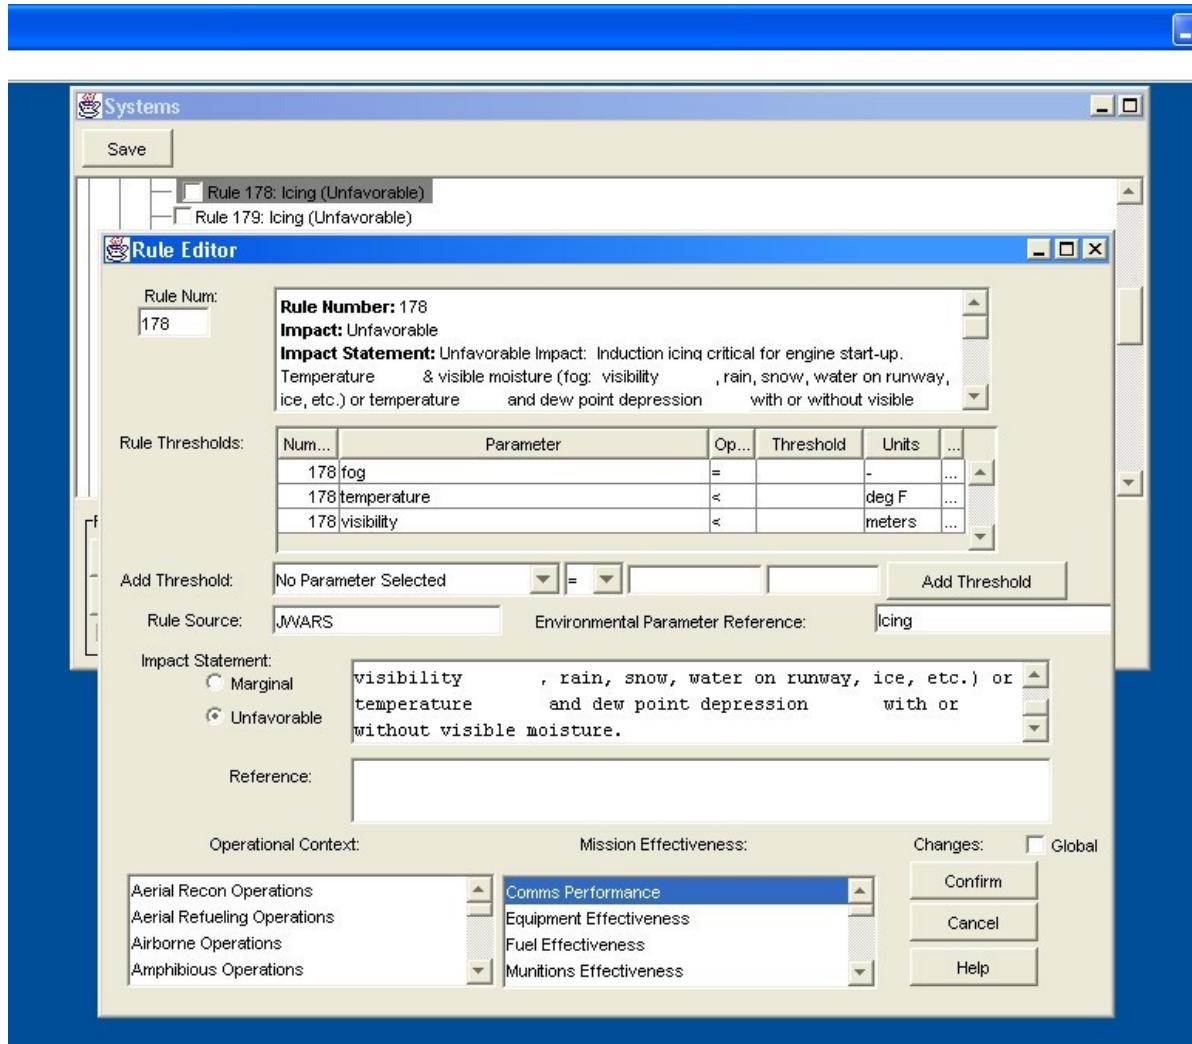 Systems
Save
Rule 178: Icing (Unfavorable)
Rule 179: Icing (Unfavorable)
Rule Editor
Rule Num:
178
Rule Number: 178
Impact: Unfavorable
Impact Statement: Unfavorable Impact: Induction icing critical for engine start-up.
Temperature & visible moisture (fog: visibility , rain, snow, water on runway,
ice, etc.) or temperature and dew point depression with or without visible
Rule Thresholds:
Num... Parameter Op... Threshold Units ...
178 fog = - ...
178 temperature < deg F ...
178 visibility < meters ...
Add Threshold: No Parameter Selected = Add Threshold
Rule Source: JWARS Environmental Parameter Reference: Icing
Impact Statement:
Marginal
Unfavorable
visibility , rain, snow, water on runway, ice, etc.) or
temperature and dew point depression with or
without visible moisture.
Reference:
Operational Context: Mission Effectiveness: Changes: Global
Aerial Recon Operations
Aerial Refueling Operations
Airborne Operations
Amphibious Operations
Comms Performance
Equipment Effectiveness
Fuel Effectiveness
Munitions Effectiveness
Confirm
Cancel
Help